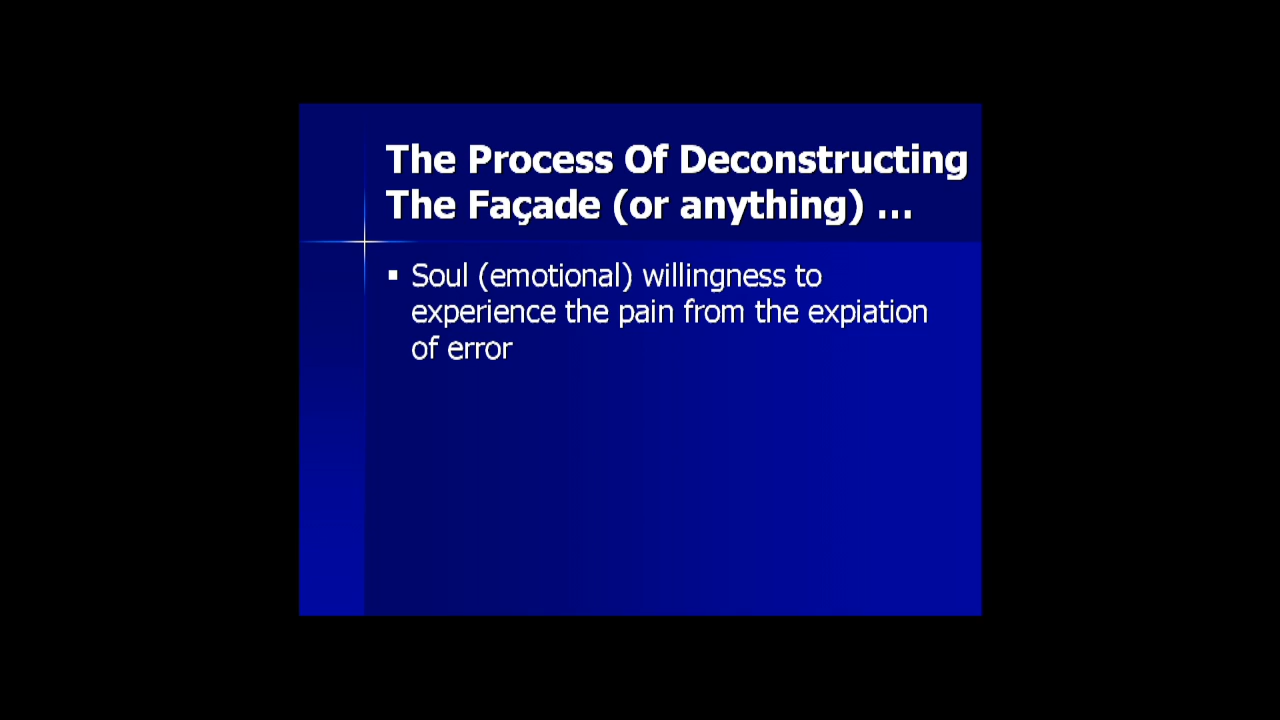 The Process Of Deconstructing
The Façade (or anything) ...
▪ Soul (emotional) willingness to
experience the pain from the expiation
of error